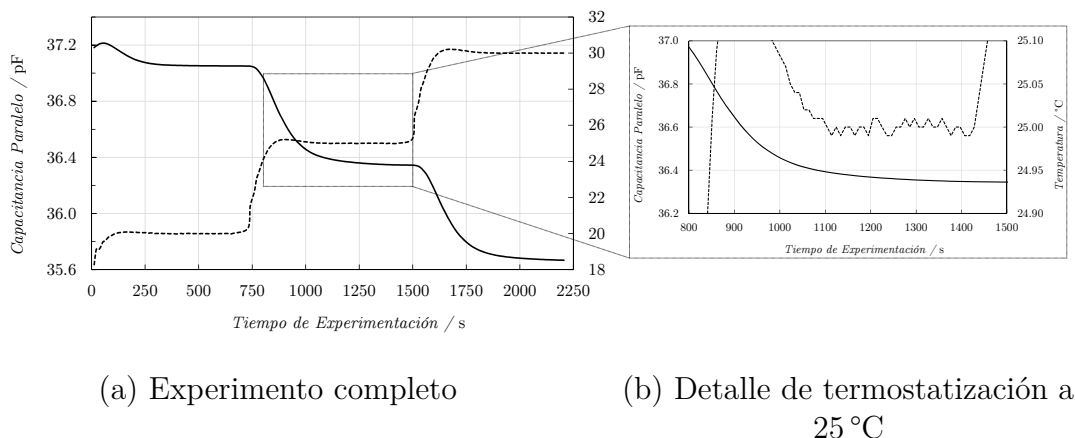 37.2
36.8
36.4
36.0
35.6
Capacitancia Paralelo / pF
32
30
28
26
24
22
20
18
0 250 500 750 1000 1250 1500 1750 2000 2250
Tiempo de Experimentación / s
37.0
36.8
36.6
36.4
36.2
Capacitancia Paralelo / pF
25.10
25.05
25.00
24.95
24.90
Temperatura / °C
800 900 1000 1100 1200 1300 1400 1500
Tiempo de Experimentación / s
(a) Experimento completo
(b) Detalle de termostatización a
25 °C